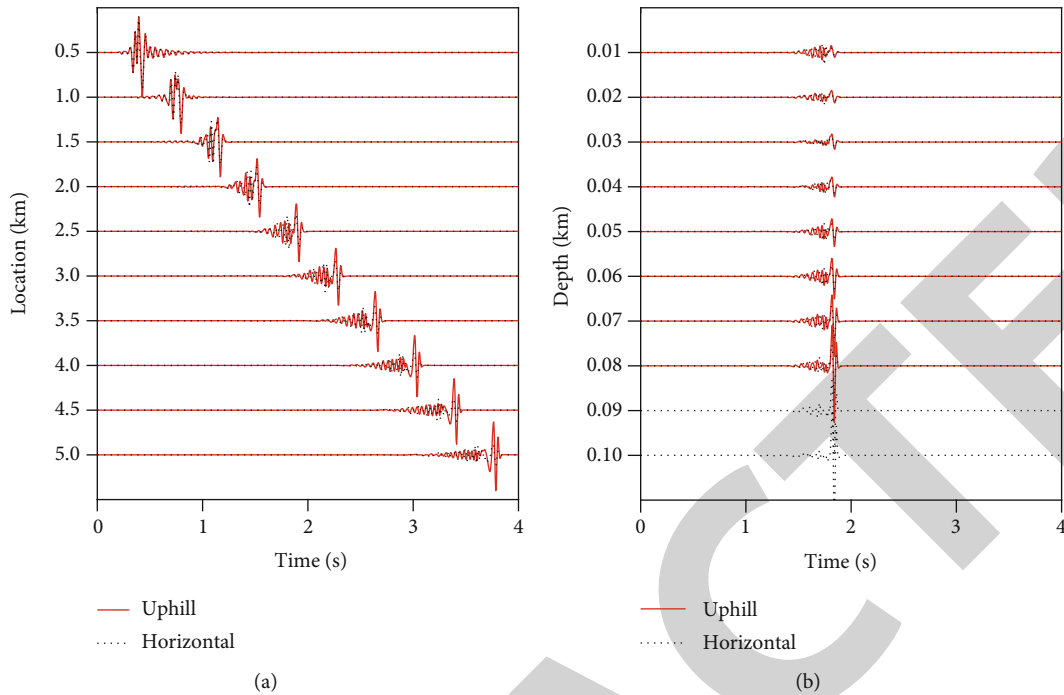 0.5
1.0
1.5
2.0
2.5
3.0
3.5
4.0
4.5
5.0
Location (km)
0 1 2 3 4
Time (s)
Uphill
Horizontal
(a)
0.01
0.02
0.03
0.04
0.05
0.06
0.07
0.08
0.09
0.10
Depth (km)
0 1 2 3 4
Time (s)
Uphill
Horizontal
(b)